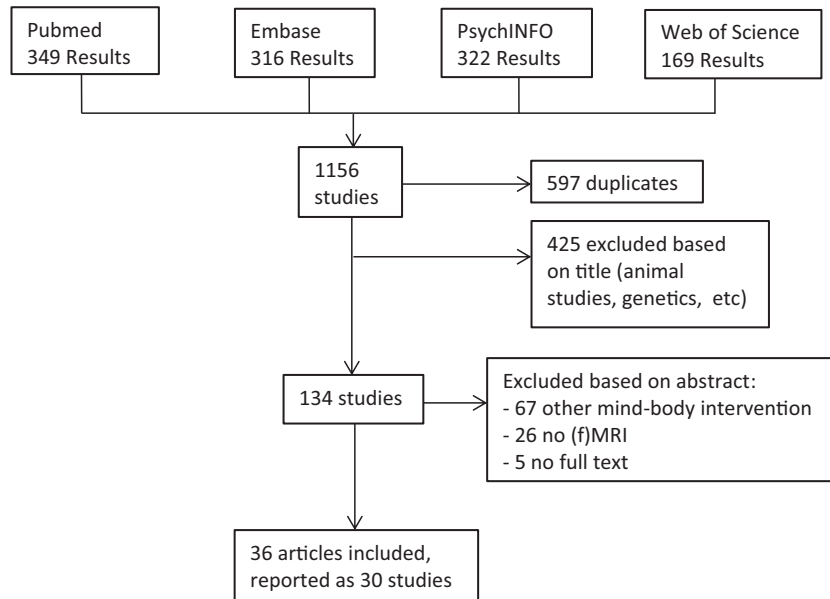 Pubmed
349 Results
Embase
316 Results
PsychINFO
322 Results
Web of Science
169 Results
1156
studies
597 duplicates
425 excluded based
on title (animal
studies, genetics, etc)
134 studies
Excluded based on abstract:
- 67 other mind-body intervention
- 26 no (f)MRI
- 5 no full text
36 articles included,
reported as 30 studies